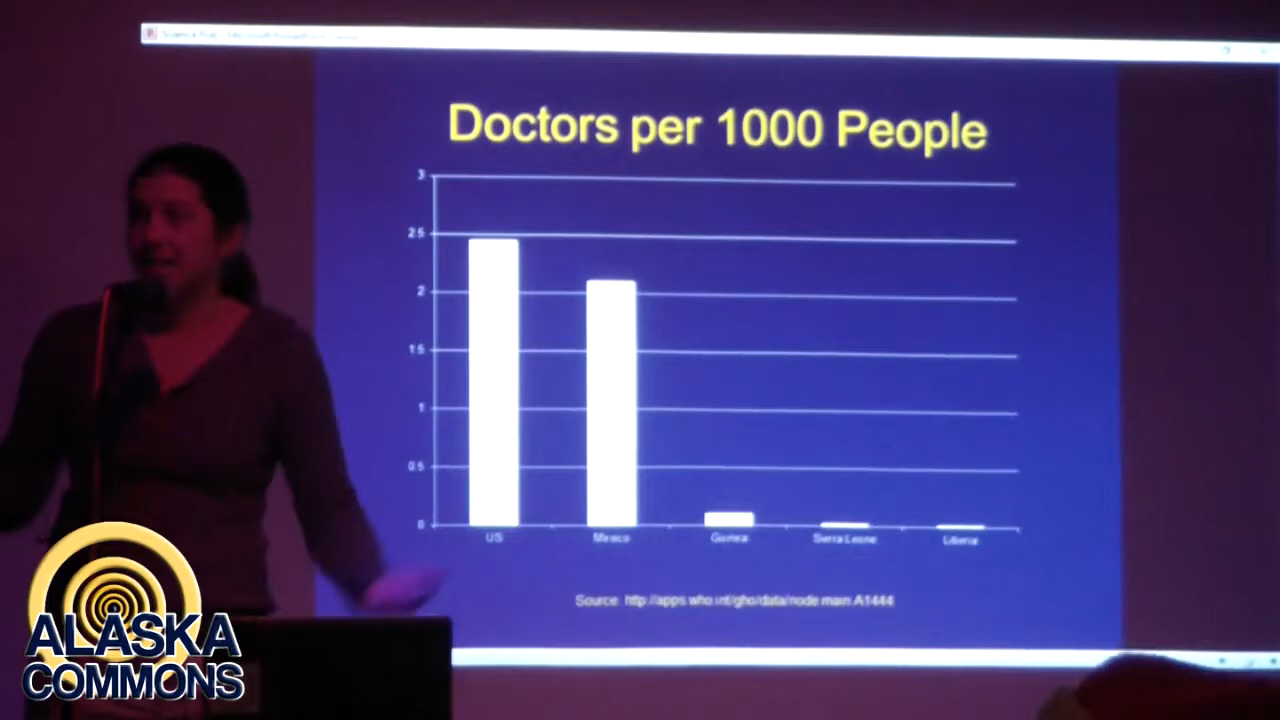 Doctors per 1000 People
3
2.5
2
1.5
1
0.5
0
US Mexico Guinea Sierra Leone Liberia
Source: http://apps.who.int/gho/data/node.main.A1444
ALASKA
COMMONS